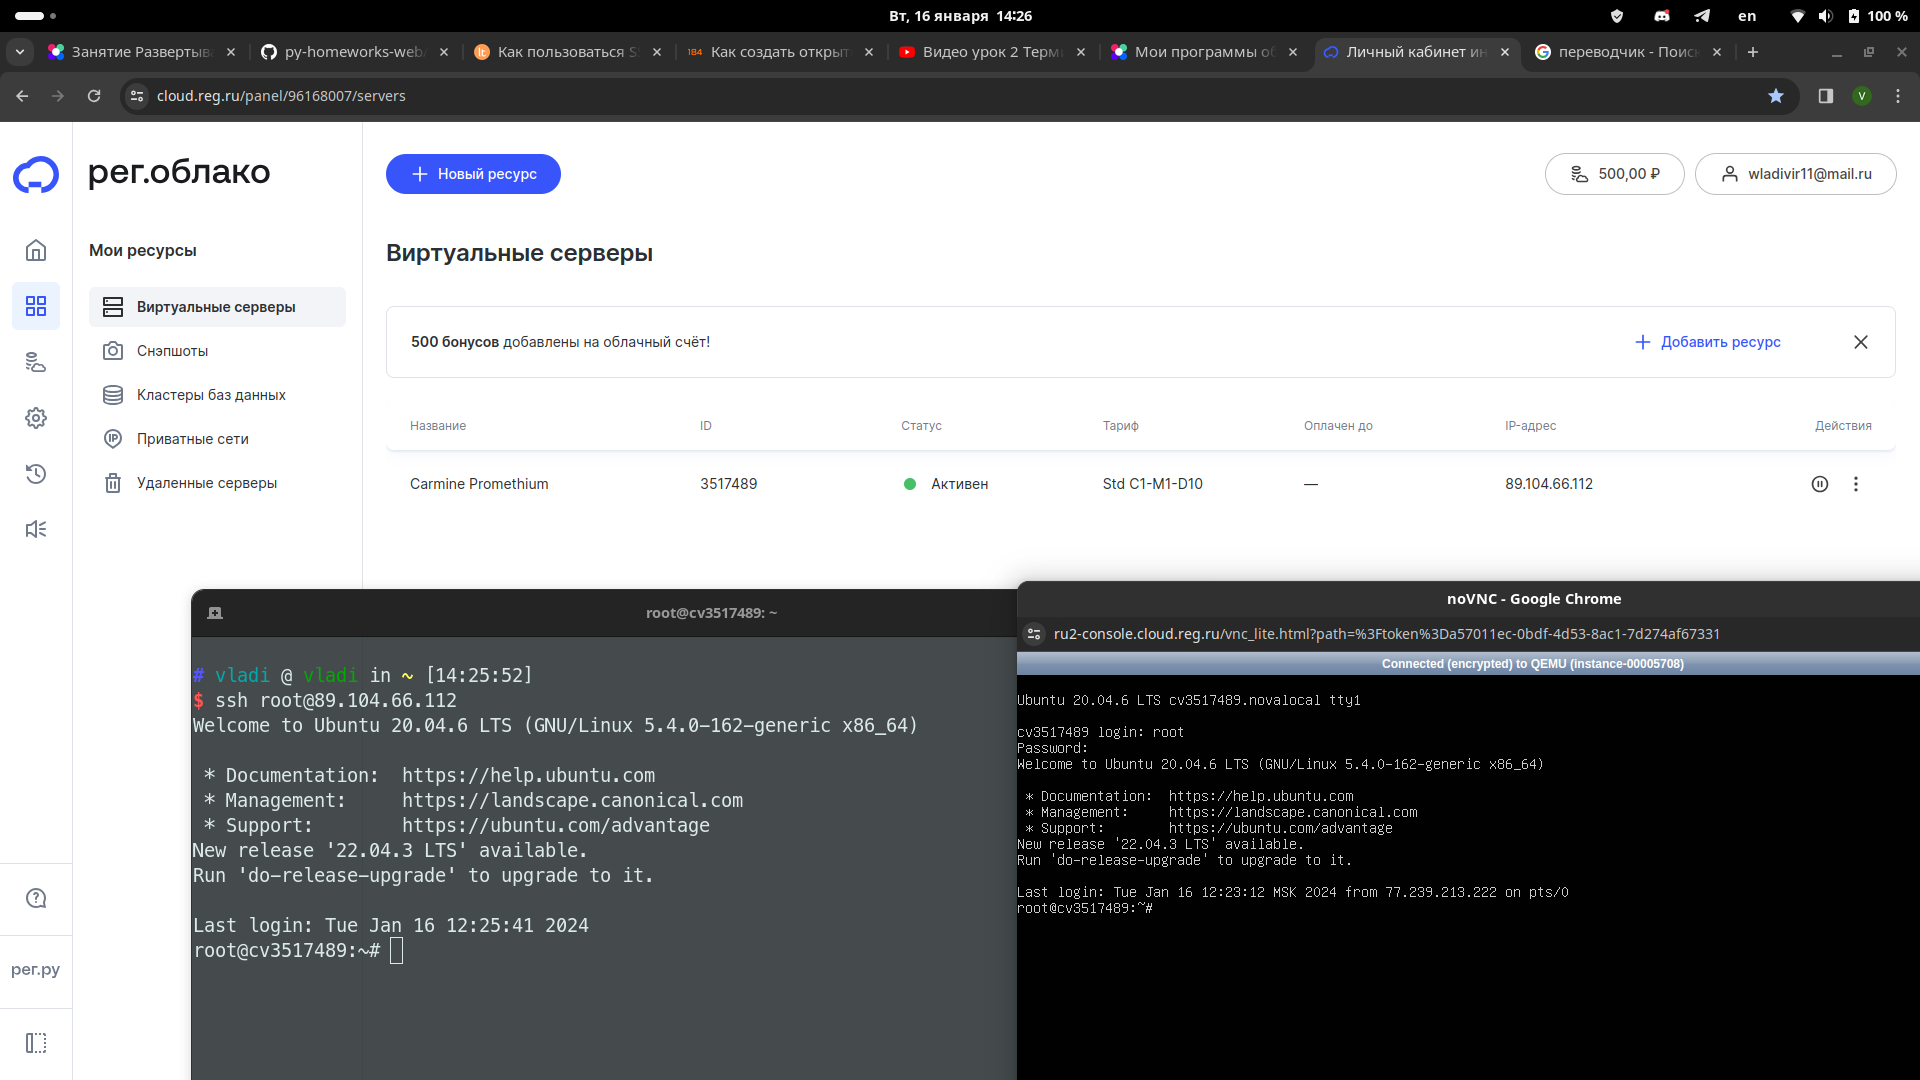 Вт, 16 января 14:26
en
100 %
Занятие Развертыва
py-homeworks-web
Как пользоваться S
Как создать открыт
Видео урок 2 Терми
Мои программы об
Личный кабинет ин
переводчик - Поиск
cloud.reg.ru/panel/96168007/servers
V
рег.облако
Новый ресурс
500,00 ₽
wladivir11@mail.ru
Мои ресурсы
Виртуальные серверы
Снэпшоты
Кластеры баз данных
Приватные сети
Удаленные серверы
Виртуальные серверы
500 бонусов добавлены на облачный счёт!
Добавить ресурс
Название ID Статус Тариф Оплачен до IP-адрес Действия
Carmine Promethium 3517489 Активен Std C1-M1-D10 — 89.104.66.112
рег.ру
root@cv3517489: ~
# vladi @ vladi in ~ [14:25:52]
$ ssh root@89.104.66.112
Welcome to Ubuntu 20.04.6 LTS (GNU/Linux 5.4.0-162-generic x86_64)
* Documentation: https://help.ubuntu.com
* Management: https://landscape.canonical.com
* Support: https://ubuntu.com/advantage
New release '22.04.3 LTS' available.
Run 'do-release-upgrade' to upgrade to it.
Last login: Tue Jan 16 12:25:41 2024
root@cv3517489:~#
noVNC - Google Chrome
ru2-console.cloud.reg.ru/vnc_lite.html?path=%3Ftoken%3Da57011ec-0bdf-4d53-8ac1-7d274af67331
Connected (encrypted) to QEMU (instance-00005708)
Ubuntu 20.04.6 LTS cv3517489.novalocal tty1
cv3517489 login: root
Password:
Welcome to Ubuntu 20.04.6 LTS (GNU/Linux 5.4.0-162-generic x86_64)
* Documentation: https://help.ubuntu.com
* Management: https://landscape.canonical.com
* Support: https://ubuntu.com/advantage
New release '22.04.3 LTS' available.
Run 'do-release-upgrade' to upgrade to it.
Last login: Tue Jan 16 12:23:12 MSK 2024 from 77.239.213.222 on pts/0
root@cv3517489:~#